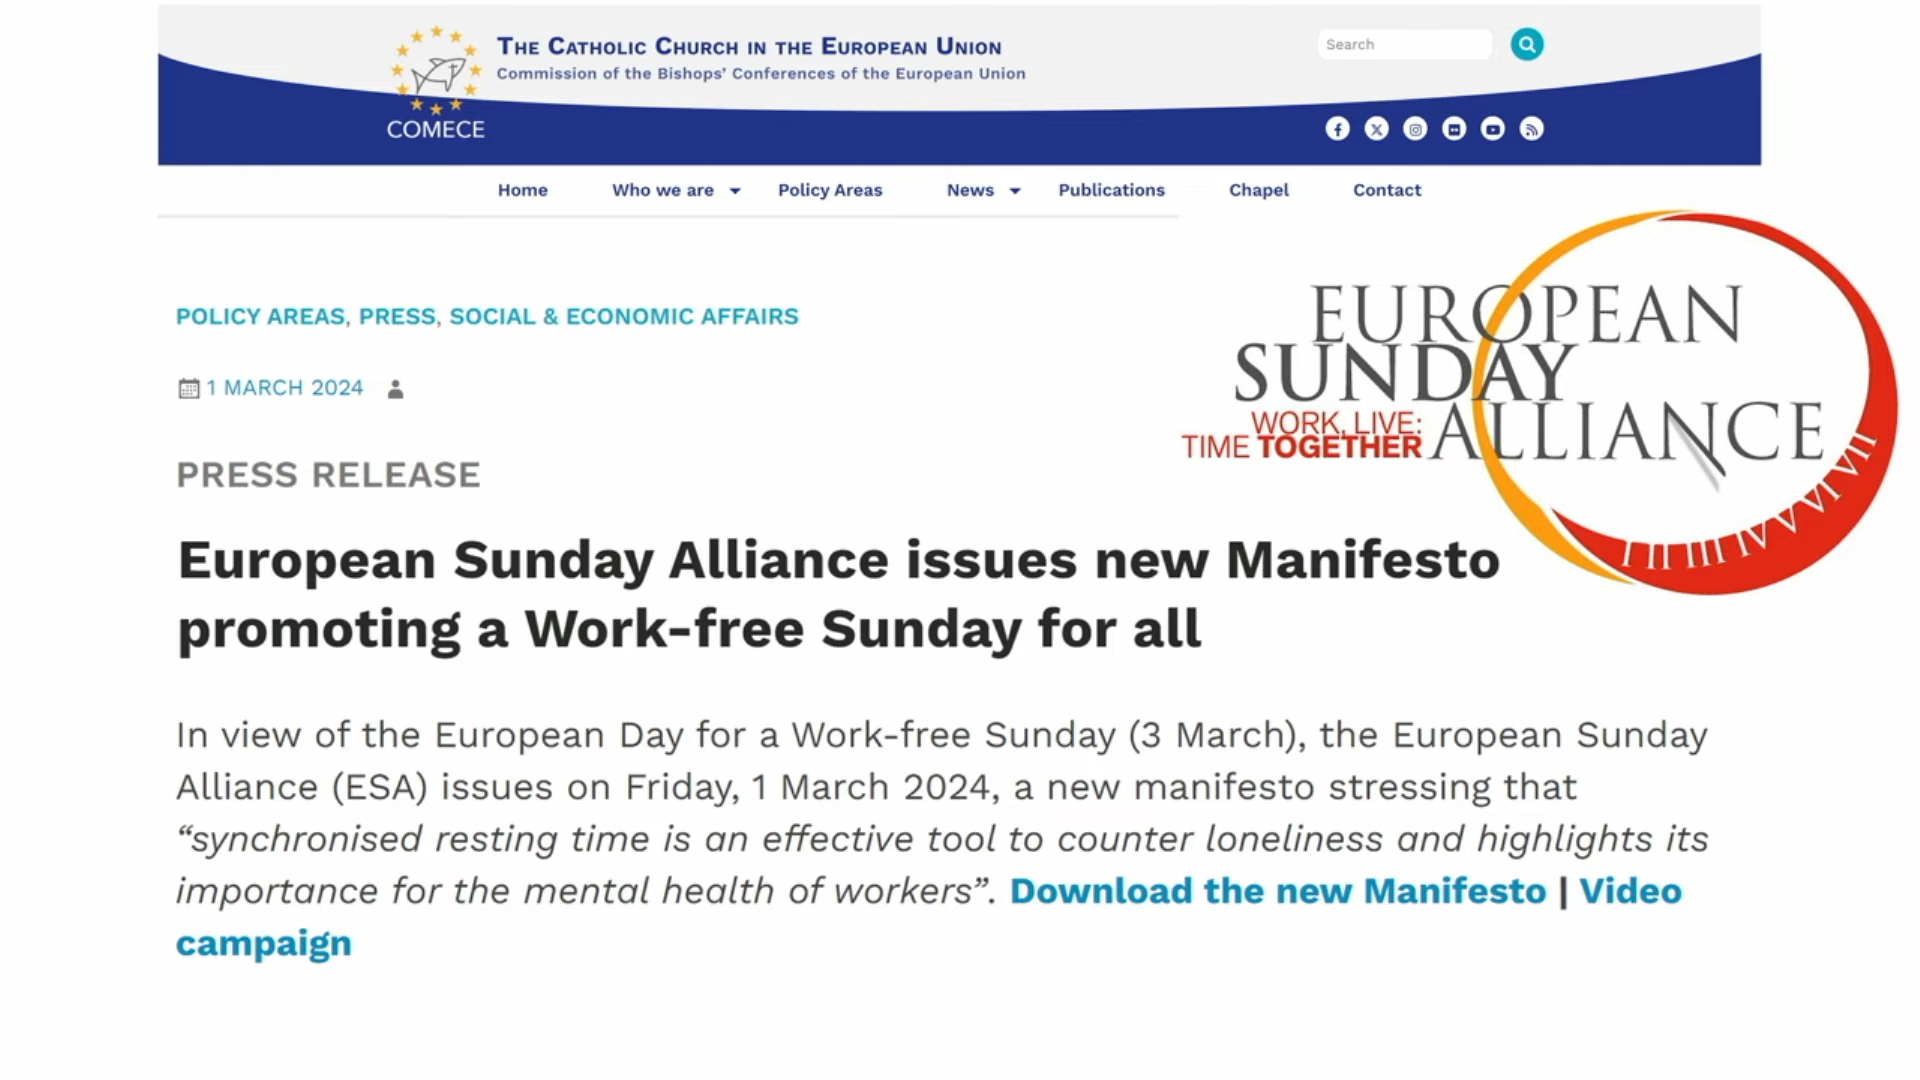 THE CATHOLIC CHURCH IN THE EUROPEAN UNION
Commission of the Bishops' Conferences of the European Union
COMECE
Search
Home Who we are Policy Areas News Publications Chapel Contact
EUROPEAN
SUNDAY
ALLIANCE
WORK, LIVE:
TIME TOGETHER
I II III IV V VI VII
POLICY AREAS, PRESS, SOCIAL & ECONOMIC AFFAIRS
1 MARCH 2024
PRESS RELEASE
European Sunday Alliance issues new Manifesto
promoting a Work-free Sunday for all
In view of the European Day for a Work-free Sunday (3 March), the European Sunday
Alliance (ESA) issues on Friday, 1 March 2024, a new manifesto stressing that
“synchronised resting time is an effective tool to counter loneliness and highlights its
importance for the mental health of workers”. Download the new Manifesto | Video
campaign